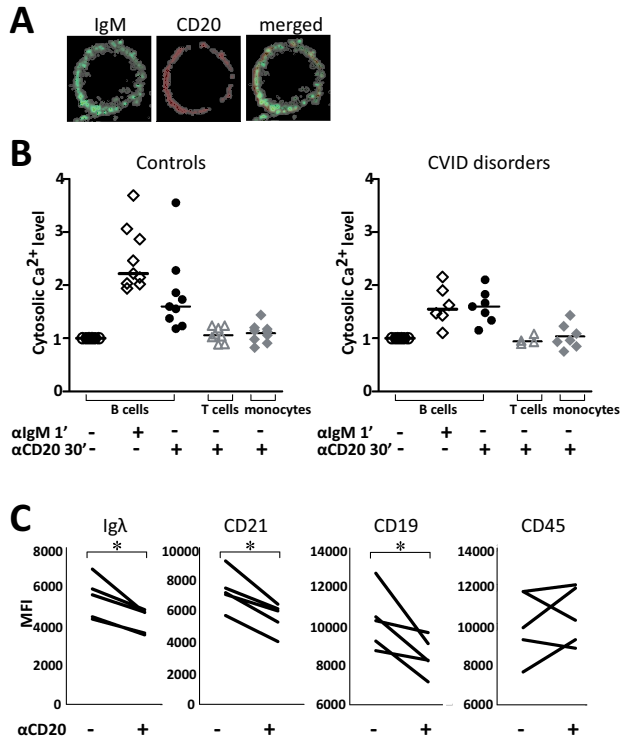 A
IgM CD20 merged
B
Controls CVID disorders
Cytosolic Ca2+ level
4
3
2
1
0
B cells T cells monocytes
αIgM 1’ - + - - -
αCD20 30’ - - + + +
Cytosolic Ca2+ level
4
3
2
1
0
B cells T cells monocytes
αIgM 1’ - + - - -
αCD20 30’ - - + + +
C
Igλ CD21 CD19 CD45
* * *
MFI
8000
6000
4000
2000
0
10000
8000
6000
4000
2000
0
14000
12000
10000
8000
6000
14000
12000
10000
8000
6000
αCD20 - + - + - + - +